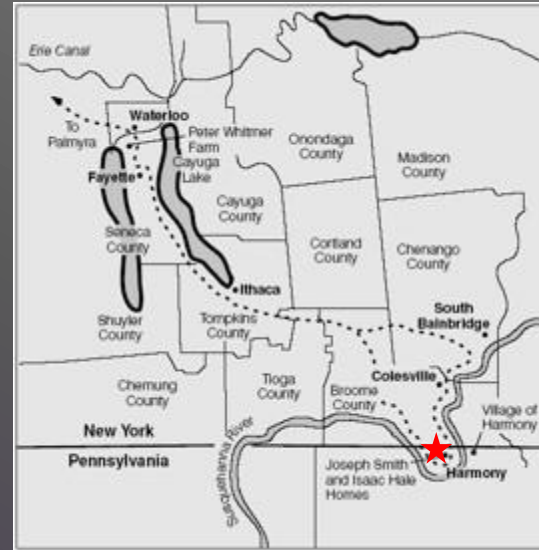 Erie Canal
To
Palmyra
Waterloo
Peter Whitmer
Farm
Cayuga
Lake
Fayette
Onondaga
County
Madison
County
Cayuga
County
Seneca
County
Cortland
County
Chenango
County
Ithaca
South
Bainbridge
Shuyler
County
Tompkins
County
Colesville
Chemung
County
Tioga
County
Broome
County
Village of
Harmony
New York
Pennsylvania
Susquehanna River
Joseph Smith
and Isaac Hale
Homes
Harmony